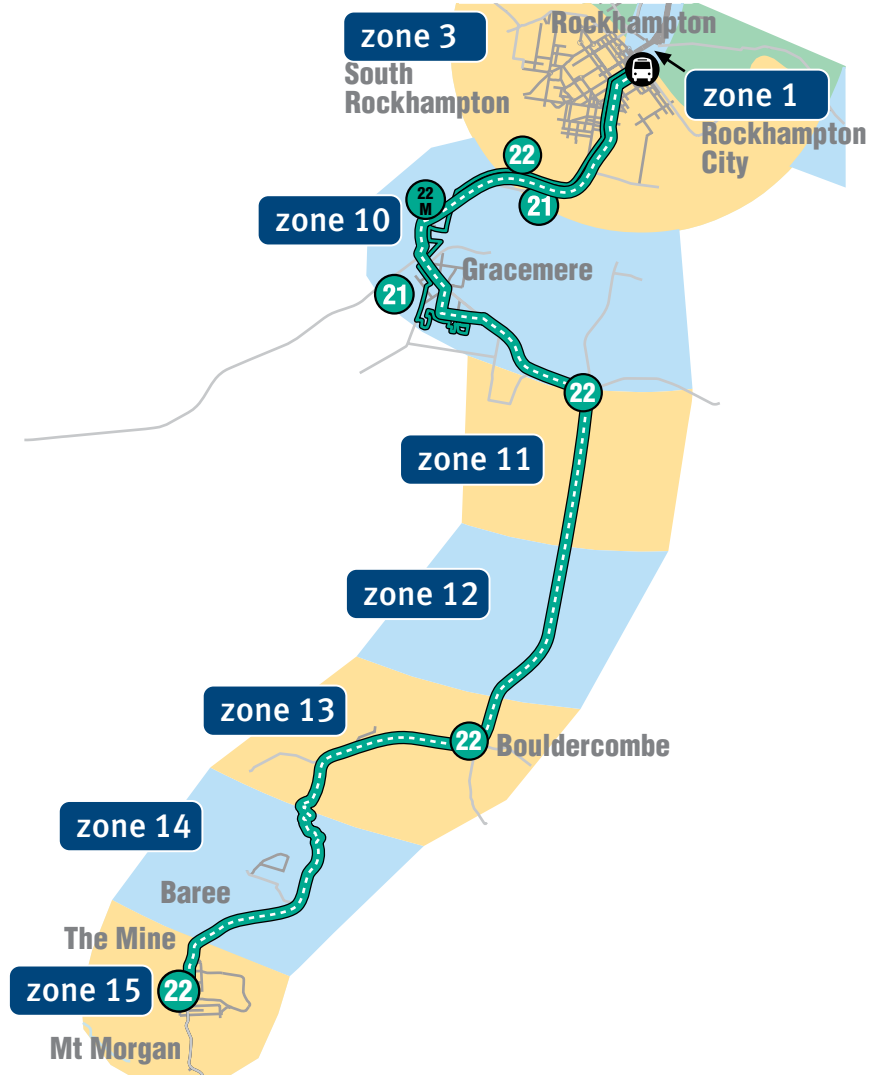 Rockhampton
zone 3
South
Rockhampton
zone 1
Rockhampton
City
22
22
M
21
zone 10
Gracemere
21
22
zone 11
zone 12
zone 13
22
Bouldercombe
zone 14
Baree
The Mine
zone 15
22
Mt Morgan